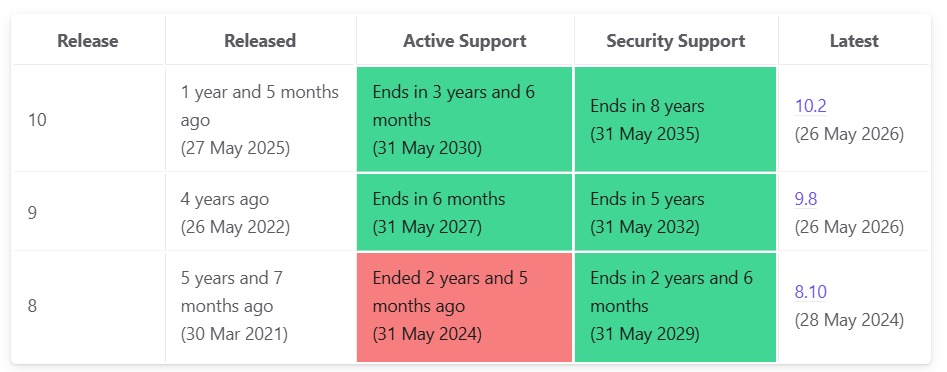 Release Released Active Support Security Support Latest
10
1 year and 5 months
ago
(27 May 2025)
Ends in 3 years and 6
months
(31 May 2030)
Ends in 8 years
(31 May 2035)
10.2
(26 May 2026)
9
4 years ago
(26 May 2022)
Ends in 6 months
(31 May 2027)
Ends in 5 years
(31 May 2032)
9.8
(26 May 2026)
8
5 years and 7
months ago
(30 Mar 2021)
Ended 2 years and 5
months ago
(31 May 2024)
Ends in 2 years and 6
months
(31 May 2029)
8.10
(28 May 2024)